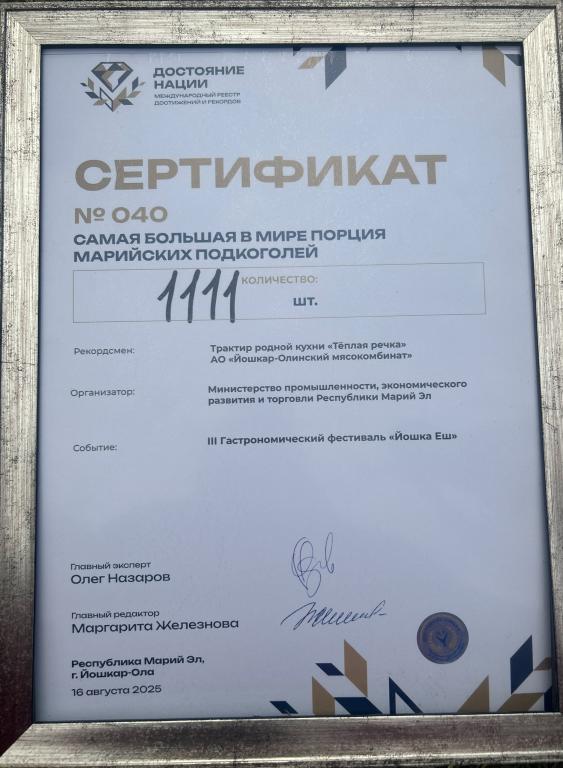 ДОСТОЯНИЕ
НАЦИИ
МЕЖДУНАРОДНЫЙ РЕЕСТР
ДОСТИЖЕНИЙ И РЕКОРДОВ
СЕРТИФИКАТ
№ 040
САМАЯ БОЛЬШАЯ В МИРЕ ПОРЦИЯ
МАРИЙСКИХ ПОДКОГОЛЕЙ
КОЛИЧЕСТВО:
1111 шт.
Рекордсмен: Трактир родной кухни «Тёплая речка»
АО «Йошкар-Олинский мясокомбинат»
Организатор: Министерство промышленности, экономического
развития и торговли Республики Марий Эл
Событие: III Гастрономический фестиваль «Йошка Еш»
Главный эксперт
Олег Назаров
Главный редактор
Маргарита Железнова
Республика Марий Эл,
г. Йошкар-Ола
16 августа 2025